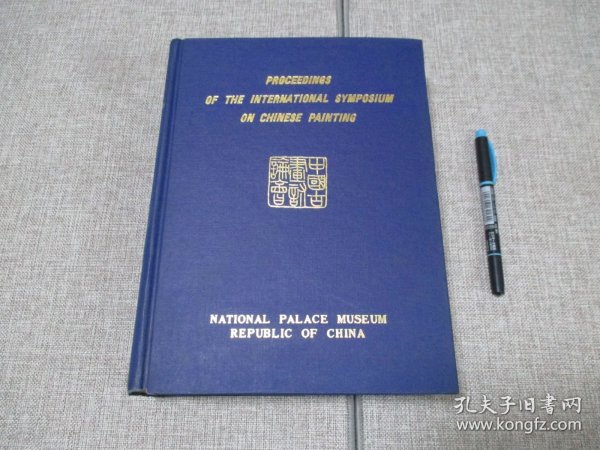 PROCEEDINGS
OF THE INTERNATIONAL SYMPOSIUM
ON CHINESE PAINTING
中國古
畫討
論會
NATIONAL PALACE MUSEUM
REPUBLIC OF CHINA
孔夫子旧书网
www.kongfz.com